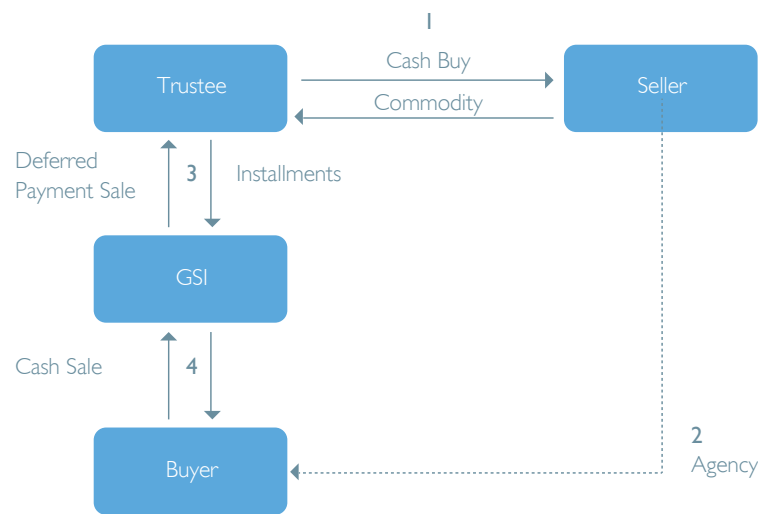 1
Cash Buy
Trustee
Seller
Commodity
Deferred
Payment Sale
3
Installments
GSI
Cash Sale
4
2
Agency
Buyer